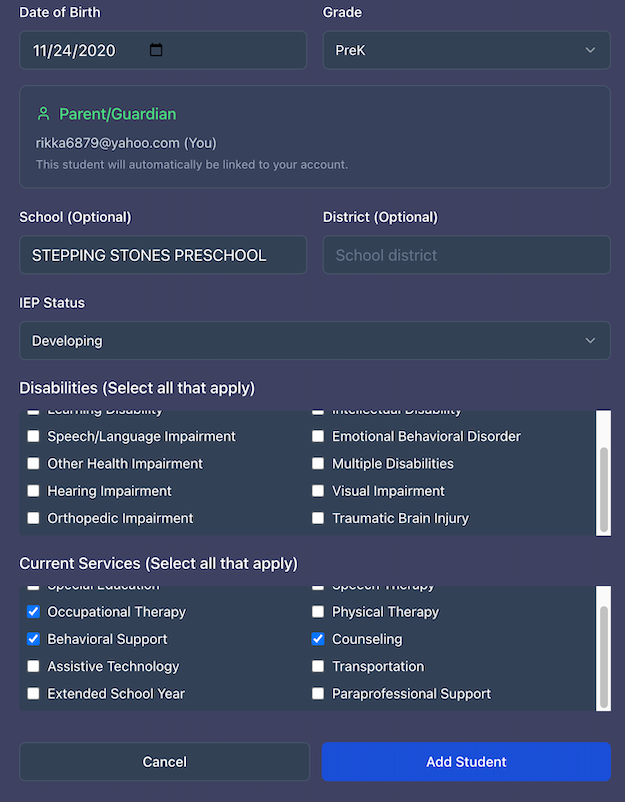 Date of Birth Grade
11/24/2020 PreK
Parent/Guardian
rikka6879@yahoo.com (You)
This student will automatically be linked to your account.
School (Optional) District (Optional)
STEPPING STONES PRESCHOOL School district
IEP Status
Developing
Disabilities (Select all that apply)
Learning Disability Intellectual Disability
Speech/Language Impairment Emotional Behavioral Disorder
Other Health Impairment Multiple Disabilities
Hearing Impairment Visual Impairment
Orthopedic Impairment Traumatic Brain Injury
Current Services (Select all that apply)
Special Education Speech Therapy
Occupational Therapy Physical Therapy
Behavioral Support Counseling
Assistive Technology Transportation
Extended School Year Paraprofessional Support
Cancel Add Student